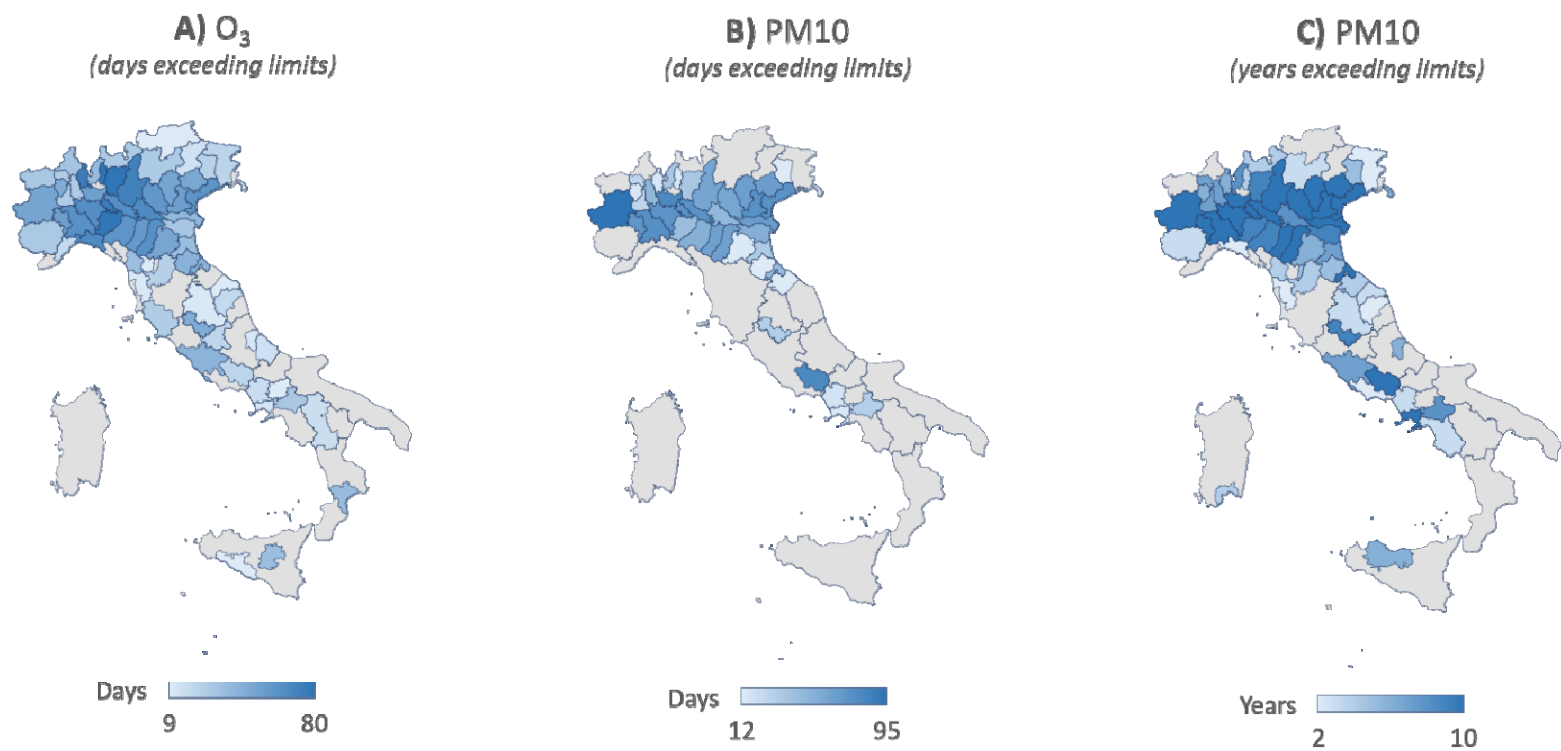 A) O₃
(days exceeding limits)
B) PM10
(days exceeding limits)
C) PM10
(years exceeding limits)
Days
9 80
Days
12 95
Years
2 10